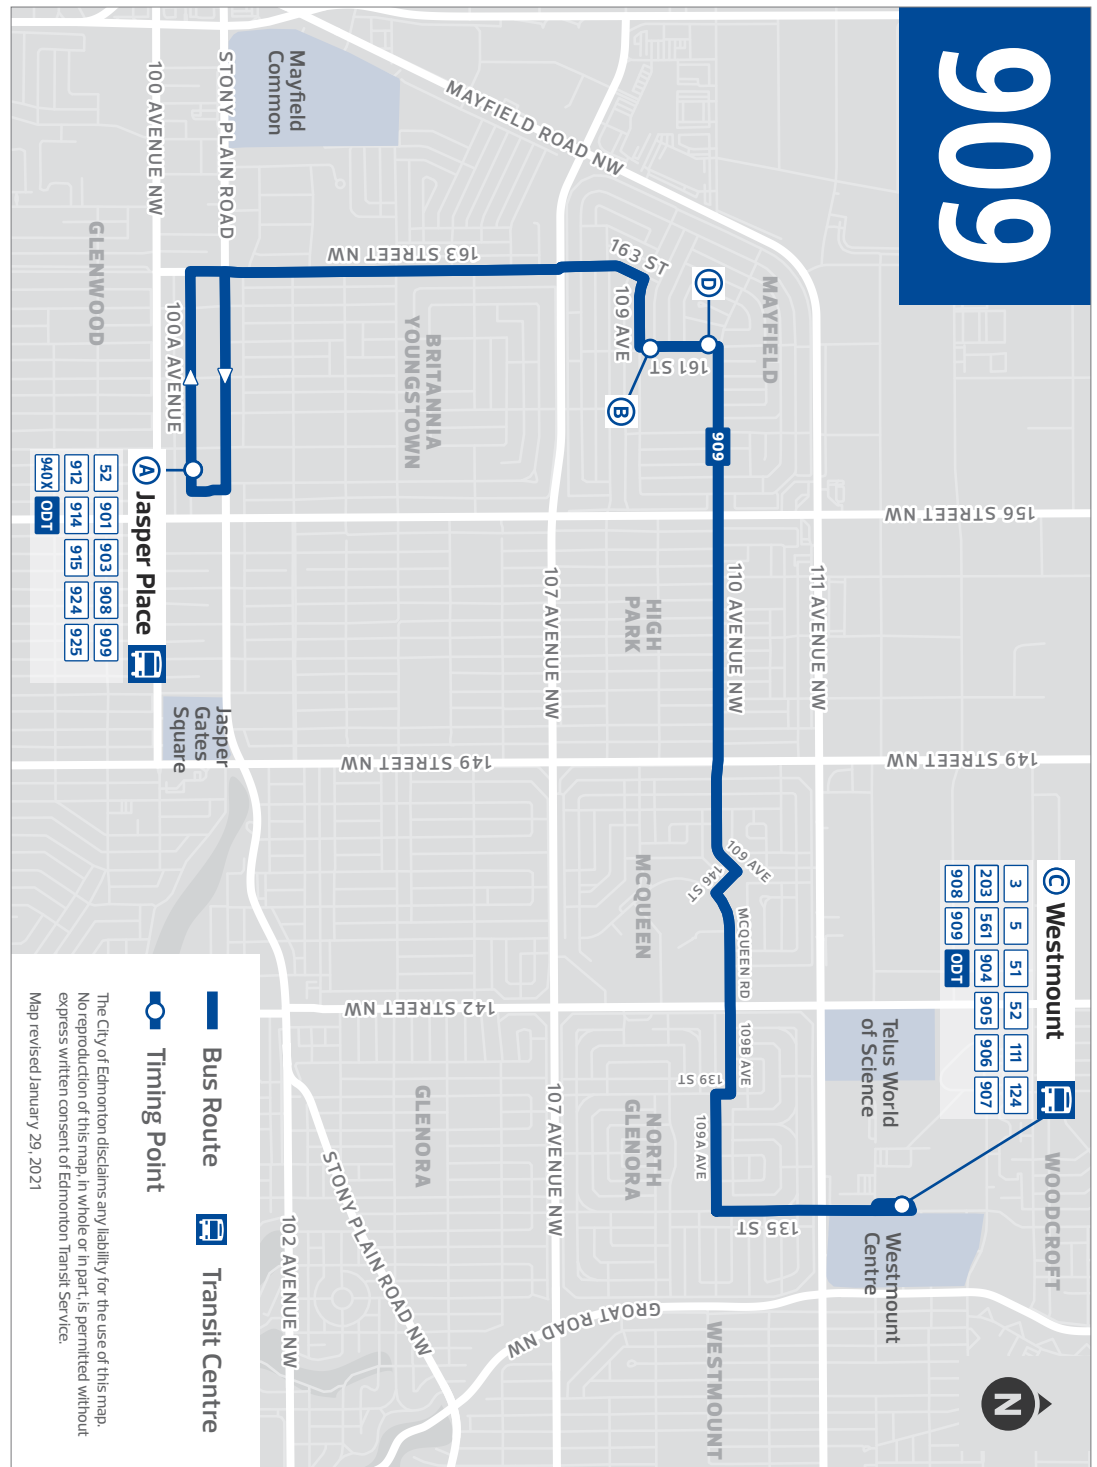 909
MAYFIELD ROAD NW
Mayfield
Common
STONY PLAIN ROAD
100 AVENUE NW
GLENWOOD
163 STREET NW
163 ST
109 AVE
D
161 ST
B
MAYFIELD
100A AVENUE
BRITANNIA
YOUNGSTOWN
909
156 STREET NW
A Jasper Place
52 901 903 908 909
912 914 915 924 925
940X ODT
107 AVENUE NW
HIGH
PARK
110 AVENUE NW
111 AVENUE NW
Jasper
Gates
Square
149 STREET NW
149 STREET NW
109 AVE
146 ST
MCQUEEN
MCQUEEN RD
C Westmount
3 5 51 52 111 124
203 561 904 905 906 907
908 909 ODT
142 STREET NW
Telus World
of Science
109B AVE
139 ST
109A AVE
NORTH
GLENORA
GLENORA
107 AVENUE NW
135 ST
WOODCROFT
Westmount
Centre
GROAT ROAD NW
WESTMOUNT
STONY PLAIN ROAD NW
102 AVENUE NW
N
Bus Route
Transit Centre
Timing Point
The City of Edmonton disclaims any liability for the use of this map.
No reproduction of this map, in whole or in part, is permitted without
express written consent of Edmonton Transit Service.
Map revised January 29, 2021